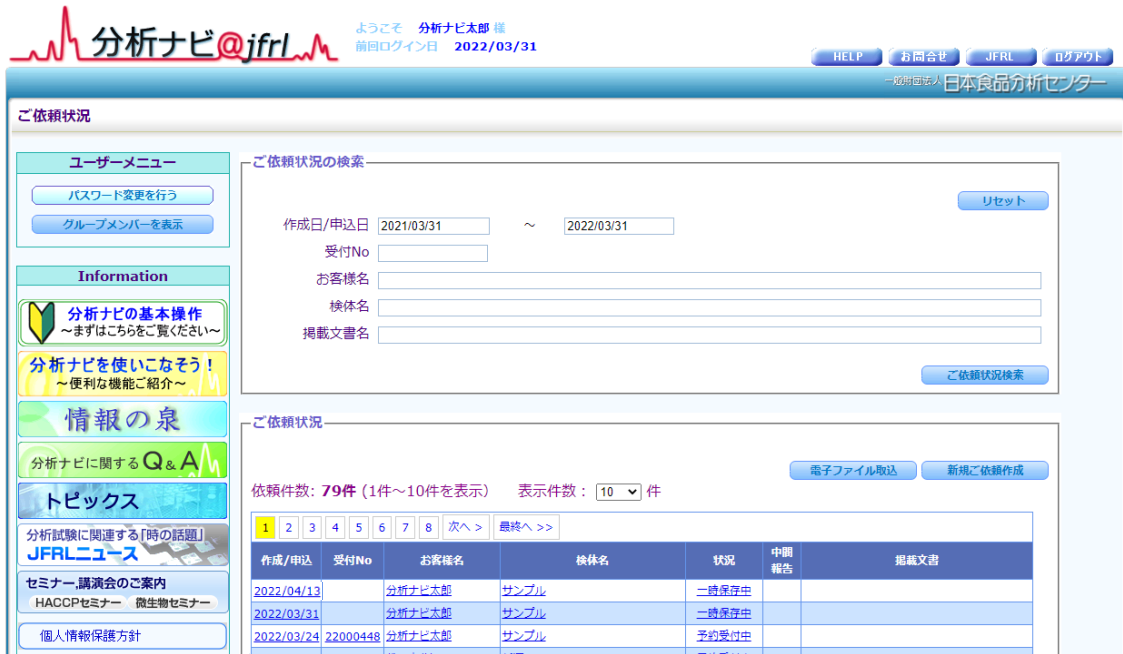 分析ナビ@jfrl
ようこそ 分析ナビ太郎 様
前回ログイン日 2022/03/31
HELP お問合せ JFRL ログアウト
一般財団法人 日本食品分析センター
ご依頼状況
ユーザーメニュー
パスワード変更を行う
グループメンバーを表示
Information
分析ナビの基本操作
～まずはこちらをご覧ください～
分析ナビを使いこなそう！
～便利な機能ご紹介～
情報の泉
分析ナビに関するQ&A
トピックス
分析試験に関連する「時の話題」
JFRLニュース
セミナー,講演会のご案内
HACCPセミナー 微生物セミナー
個人情報保護方針
ご依頼状況の検索
リセット
作成日/申込日 2021/03/31 ～ 2022/03/31
受付No
お客様名
検体名
掲載文書名
ご依頼状況検索
ご依頼状況
電子ファイル取込 新規ご依頼作成
依頼件数: 79件 (1件～10件を表示) 表示件数： 10 件
1 2 3 4 5 6 7 8 次へ > 最終へ >>
作成/申込 受付No お客様名 検体名 状況 中間報告 掲載文書
2022/04/13 分析ナビ太郎 サンプル 一時保存中
2022/03/31 分析ナビ太郎 サンプル 一時保存中
2022/03/24 22000448 分析ナビ太郎 サンプル 予約受付中